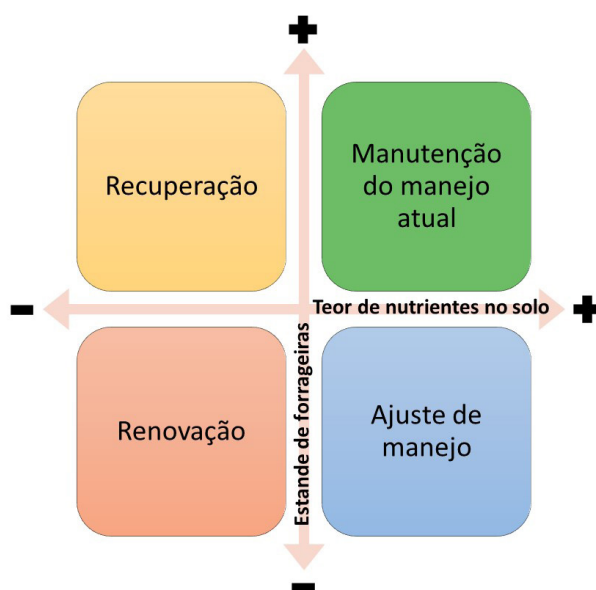 +
Recuperação
Manutenção
do manejo
atual
-
Teor de nutrientes no solo
+
Estande de forrageiras
Renovação
Ajuste de
manejo
-